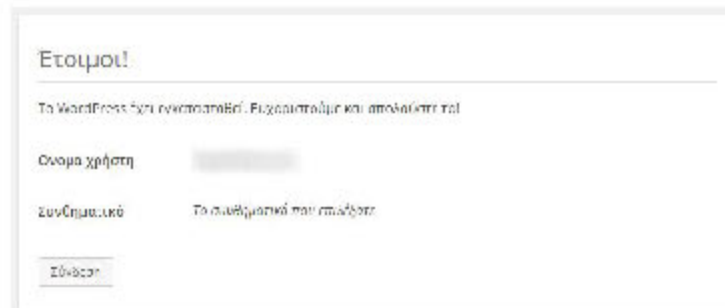 Έτοιμοι!
Το WordPress έχει εγκατασταθεί. Ευχαριστούμε και απολαύστε το!
Όνομα χρήστη
Συνθηματικό Το συνθηματικό που επιλέξατε
Σύνδεση